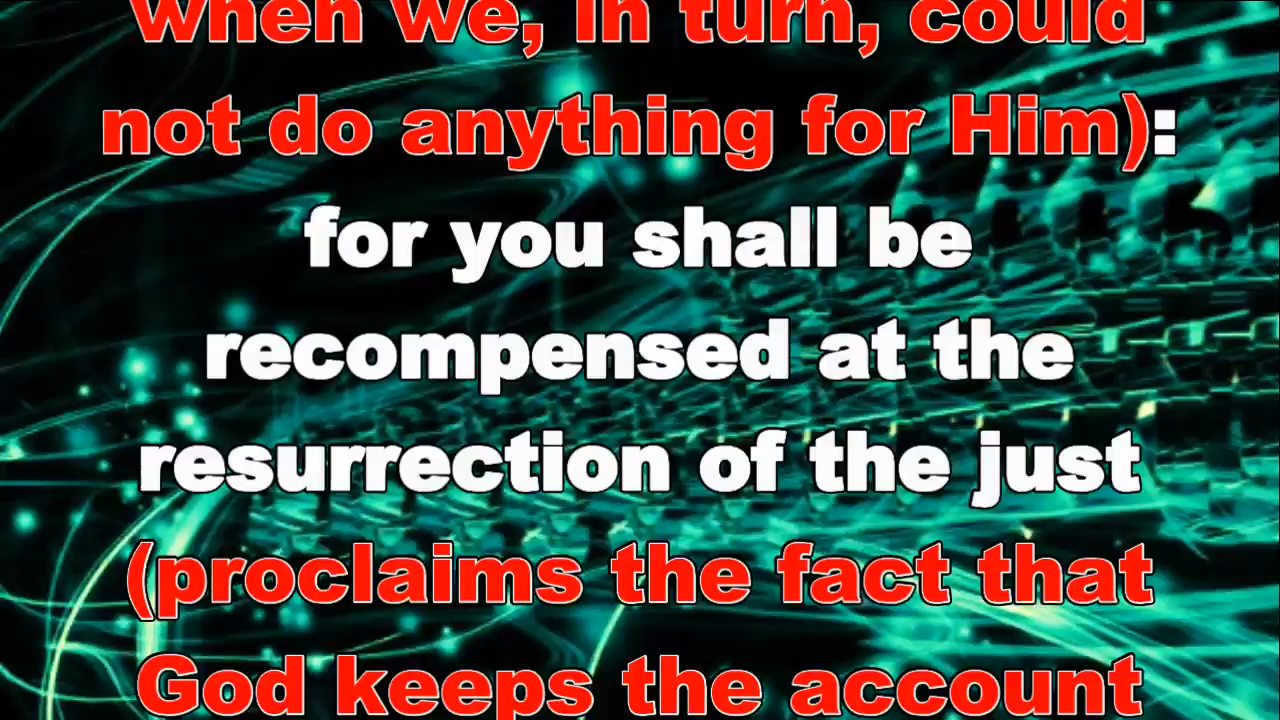 when we, in turn, could
not do anything for Him):
for you shall be
recompensed at the
resurrection of the just
(proclaims the fact that
God keeps the account